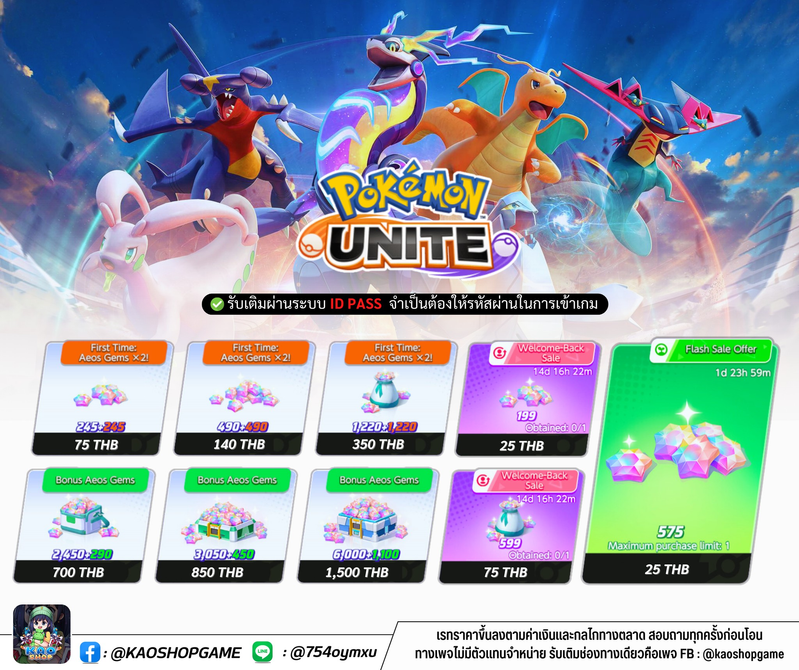 POKÉMON
UNITE
รับเติมผ่านระบบ ID PASS จำเป็นต้องให้รหัสผ่านในการเข้าเกม
First Time:
Aeos Gems ×2!
245+245
75 THB
First Time:
Aeos Gems ×2!
490+490
140 THB
First Time:
Aeos Gems ×2!
1,220+1,220
350 THB
Welcome-Back
Sale
14d 16h 22m
199
Obtained: 0/1
25 THB
Flash Sale Offer
1d 23h 59m
575
Maximum purchase limit: 1
25 THB
Bonus Aeos Gems
2,450+290
700 THB
Bonus Aeos Gems
3,050+450
850 THB
Bonus Aeos Gems
6,000+1,100
1,500 THB
Welcome-Back
Sale
14d 16h 22m
599
Obtained: 0/1
75 THB
KAO
SHOP
: @KAOSHOPGAME
LINE
: @754oymxu
เรทราคาขึ้นลงตามค่าเงินและกลไกทางตลาด สอบถามทุกครั้งก่อนโอน
ทางเพจไม่มีตัวแทนจำหน่าย รับเติมช่องทางเดียวคือเพจ FB : @kaoshopgame